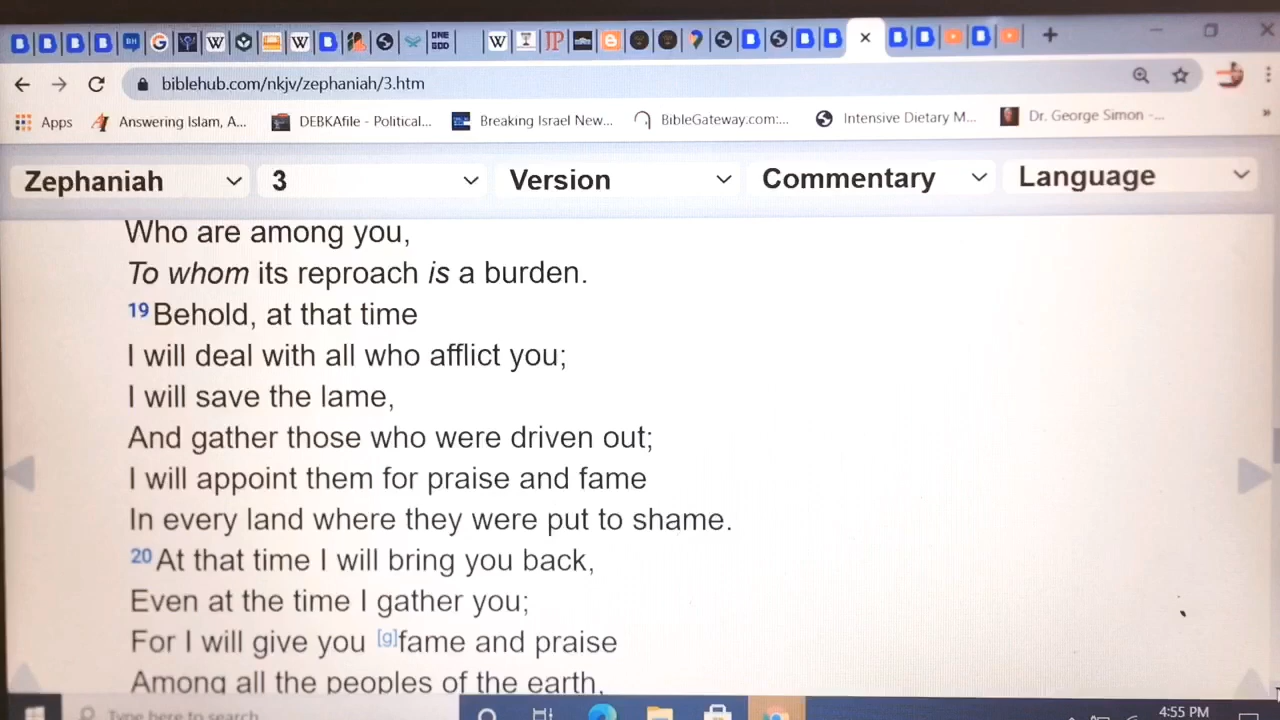 ONE
GOD
biblehub.com/nkjv/zephaniah/3.htm
Apps Answering Islam, A... DEBKAfile - Political... Breaking Israel New... BibleGateway.com:... Intensive Dietary M... Dr. George Simon -... »
Zephaniah 3 Version Commentary Language
Who are among you,
To whom its reproach is a burden.
19 Behold, at that time
I will deal with all who afflict you;
I will save the lame,
And gather those who were driven out;
I will appoint them for praise and fame
In every land where they were put to shame.
20 At that time I will bring you back,
Even at the time I gather you;
For I will give you [g]fame and praise
Among all the peoples of the earth,
Type here to search
4:55 PM